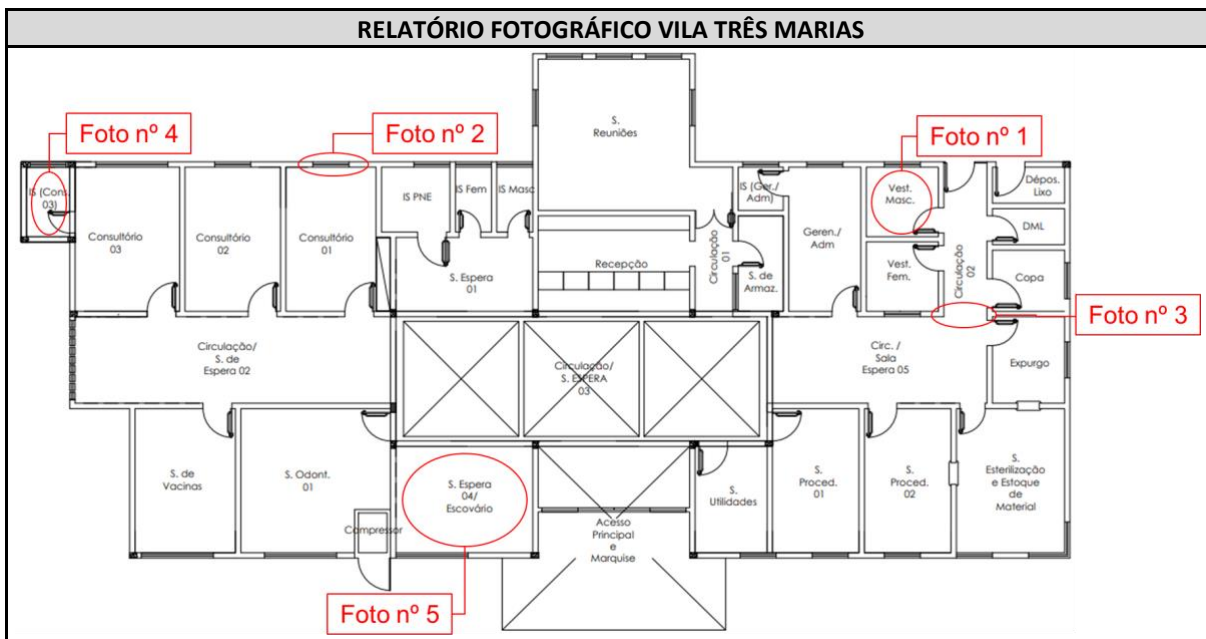 RELATÓRIO FOTOGRÁFICO VILA TRÊS MARIAS
Foto nº 4
Foto nº 2
Foto nº 1
S.
Reuniões
IS (Cons.
03)
Consultório
03
Consultório
02
Consultório
01
IS PNE
IS Fem
IS Masc
S. Espera
01
Recepção
Circulação
01
IS (Ger./
Adm)
S. de
Armaz.
Geren./
Adm
Vest.
Masc.
Vest.
Fem.
Circulação
02
Dépos.
Lixo
DML
Copa
Foto nº 3
Circulação/
S. de
Espera 02
Circulação/
S. ESPERA
03
Circ. /
Sala
Espera 05
Expurgo
S. de
Vacinas
S. Odont.
01
Compressor
S. Espera
04/
Escovário
Acesso
Principal
e
Marquise
S.
Utilidades
S.
Proced.
01
S.
Proced.
02
S.
Esterilização
e Estoque
de
Material
Foto nº 5